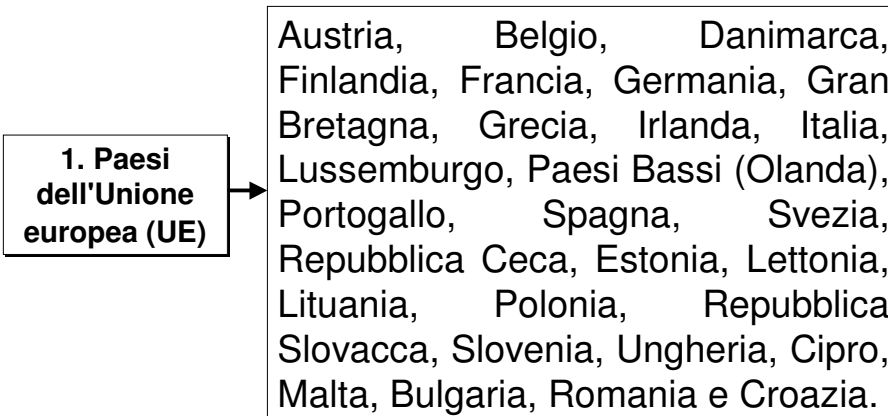 1. Paesi
dell'Unione
europea (UE)
Austria, Belgio, Danimarca,
Finlandia, Francia, Germania, Gran
Bretagna, Grecia, Irlanda, Italia,
Lussemburgo, Paesi Bassi (Olanda),
Portogallo, Spagna, Svezia,
Repubblica Ceca, Estonia, Lettonia,
Lituania, Polonia, Repubblica
Slovacca, Slovenia, Ungheria, Cipro,
Malta, Bulgaria, Romania e Croazia.